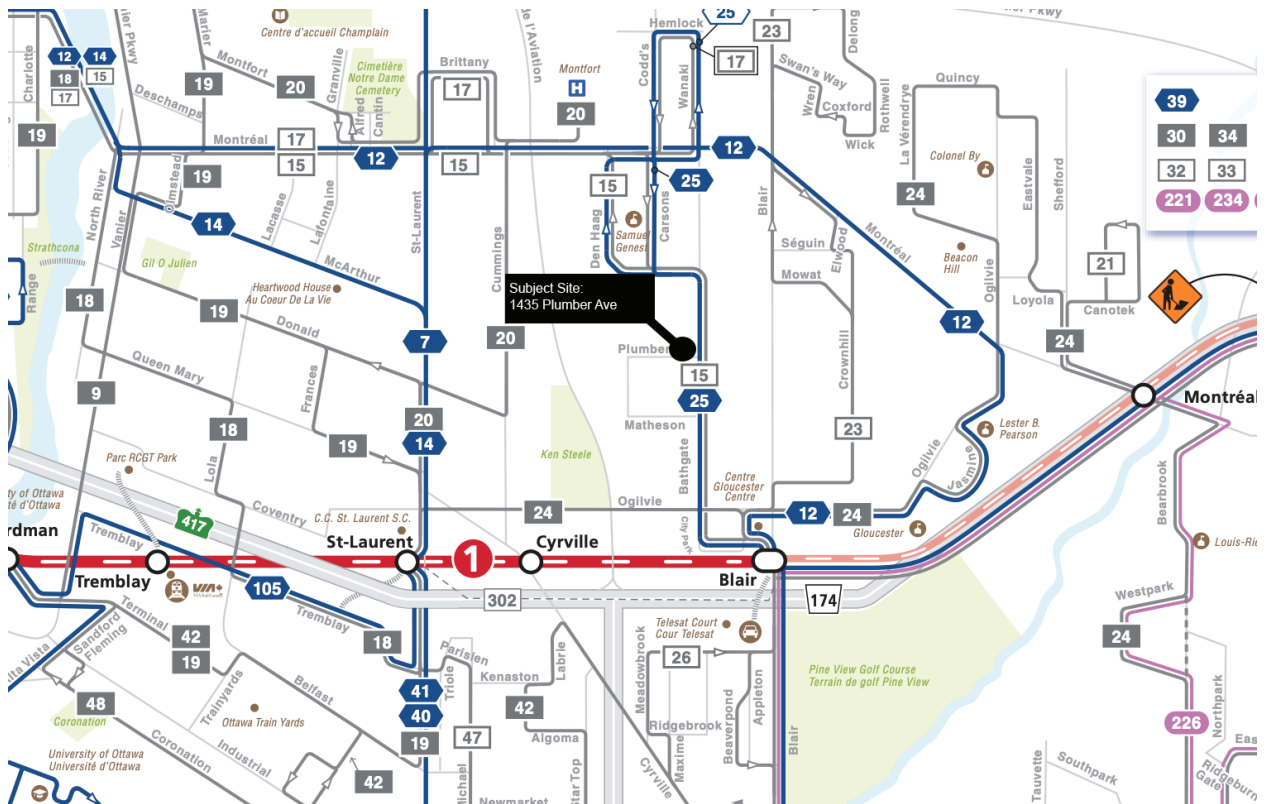 25
Hemlock
Centre d'accueil Champlain
Marier
Charlotte
12 14
18 15
17
Montfort
19
20
Granville
Cimetière
Notre Dame
Cemetery
Brittany
17
de l'Aviation
Montfort
H
20
Codd's
Wanaki
17
23
Delong
Swan's Way
Wren
Coxford
Rothwell
Wick
Quincy
La Vérendrye
Colonel By
24
Eastvale
Shefford
39
30 34
32 33
221 234
19
Deschamps
Montréal
17
15
Alfred
Cantin
12
15
12
25
15
Olmstead
19
North River
Vanier
14
Lacasse
Lafontaine
St-Laurent
McArthur
Cummings
Den Haag
Samuel
Genest
Carsons
Blair
Séguin
Elwood
Mowat
Montréal
Beacon
Hill
Ogilvie
Loyola
21
Canotek
Strathcona
Range
Gil O Julien
Heartwood House
Au Coeur De La Vie
18
19
Donald
7
20
Subject Site:
1435 Plumber Ave
Plumber
15
25
Matheson
Crownhill
12
24
Montréal
Queen Mary
9
Frances
18
19
20
14
Ken Steele
Bathgate
23
Lester B.
Pearson
Ogilvie
Jasmine
Parc RCGT Park
Lola
Coventry
417
C.C. St. Laurent S.C.
24
Ogilvie
Centre
Gloucester
Centre
City Park
12 24
Gloucester
Bearbrook
Tremblay
St-Laurent
1
Cyrville
Blair
Tremblay
VIA
105
Tremblay
302
174
Westpark
24
18
Terminal
42
19
Sandford
Fleming
Parisien
Triole
Kenaston
Labrie
42
Algoma
Meadowbrook
26
Telesat Court
Cour Telesat
Ridgebrook
Maxime
Beaverpond
Appleton
Blair
Pine View Golf Course
Terrain de golf Pine View
226
Northpark
48
Coronation
Trainyards
Belfast
Ottawa Train Yards
Industrial
42
41
40
19
47
Michael
Newmarket
Star Top
Cyrville
Coronation
University of Ottawa
Université d'Ottawa
Tauvette
Southpark
Ridgeburn
Gate